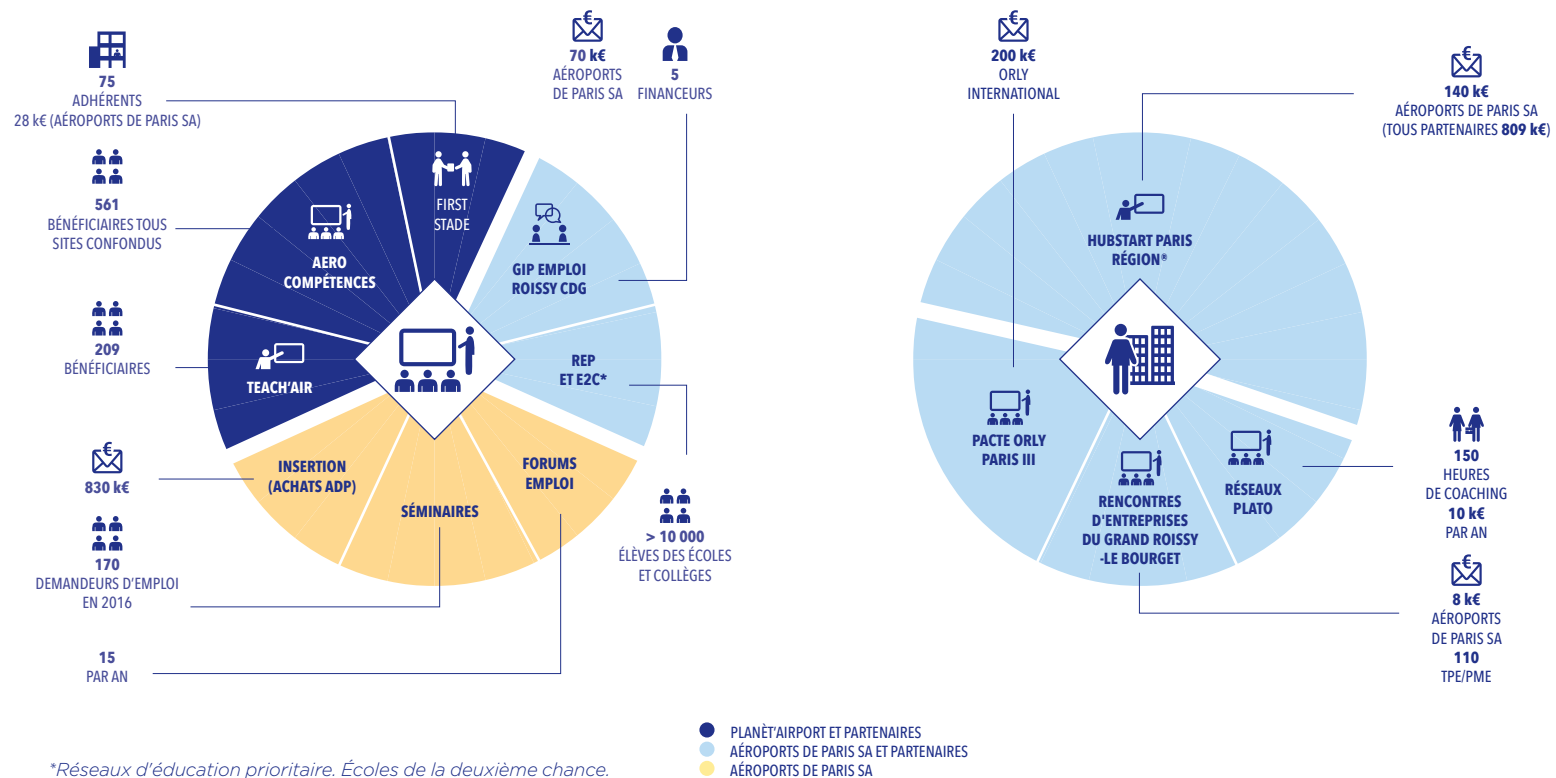 75
ADHÉRENTS
28 k€ (AÉROPORTS DE PARIS SA)
561
BÉNÉFICIAIRES TOUS
SITES CONFONDUS
209
BÉNÉFICIAIRES
€
830 k€
170
DEMANDEURS D'EMPLOI
EN 2016
15
PAR AN
€
70 k€
AÉROPORTS
DE PARIS SA
5
FINANCEURS
FIRST
STADE
AERO
COMPÉTENCES
TEACH'AIR
GIP EMPLOI
ROISSY CDG
REP
ET E2C*
INSERTION
(ACHATS ADP)
SÉMINAIRES
FORUMS
EMPLOI
> 10 000
ÉLÈVES DES ÉCOLES
ET COLLÈGES
€
200 k€
ORLY
INTERNATIONAL
€
140 k€
AÉROPORTS DE PARIS SA
(TOUS PARTENAIRES 809 k€)
HUBSTART PARIS
RÉGION®
PACTE ORLY
PARIS III
RENCONTRES
D'ENTREPRISES
DU GRAND ROISSY
-LE BOURGET
RÉSEAUX
PLATO
150
HEURES
DE COACHING
10 k€
PAR AN
€
8 k€
AÉROPORTS
DE PARIS SA
110
TPE/PME
PLANÈT'AIRPORT ET PARTENAIRES
AÉROPORTS DE PARIS SA ET PARTENAIRES
AÉROPORTS DE PARIS SA
*Réseaux d'éducation prioritaire. Écoles de la deuxième chance.